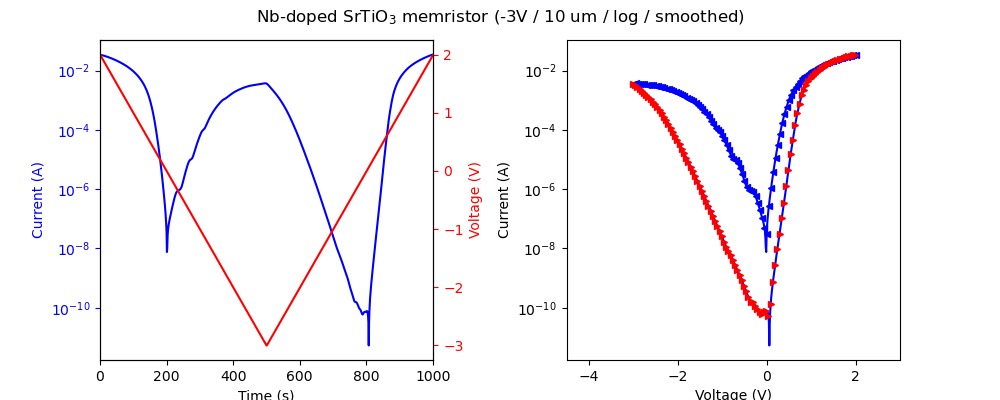 Nb-doped SrTiO₃ memristor (-3V / 10 um / log / smoothed)
Current (A)
10⁻²
10⁻⁴
10⁻⁶
10⁻⁸
10⁻¹⁰
0 200 400 600 800 1000
Time (s)
2
1
0
−1
−2
−3
Voltage (V)
Current (A)
10⁻²
10⁻⁴
10⁻⁶
10⁻⁸
10⁻¹⁰
−4 −2 0 2
Voltage (V)